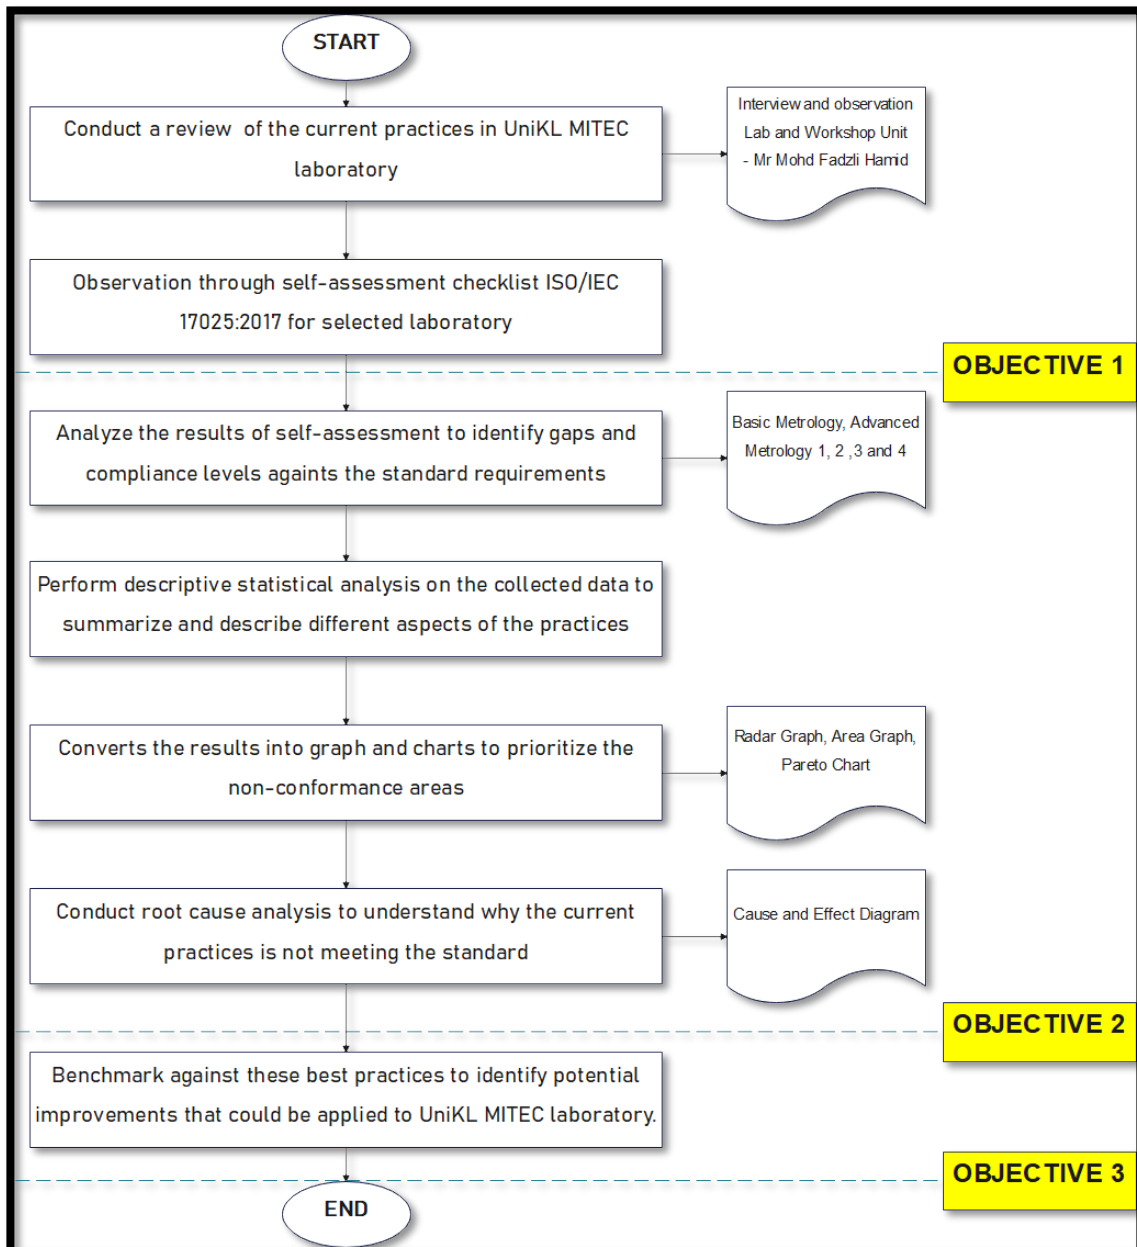 START
Conduct a review of the current practices in UniKL MITEC
laboratory
Interview and observation
Lab and Workshop Unit
- Mr Mohd Fadzli Hamid
Observation through self-assessment checklist ISO/IEC
17025:2017 for selected laboratory
OBJECTIVE 1
Analyze the results of self-assessment to identify gaps and
compliance levels againts the standard requirements
Basic Metrology, Advanced
Metrology 1, 2 ,3 and 4
Perform descriptive statistical analysis on the collected data to
summarize and describe different aspects of the practices
Converts the results into graph and charts to prioritize the
non-conformance areas
Radar Graph, Area Graph,
Pareto Chart
Conduct root cause analysis to understand why the current
practices is not meeting the standard
Cause and Effect Diagram
OBJECTIVE 2
Benchmark against these best practices to identify potential
improvements that could be applied to UniKL MITEC laboratory.
OBJECTIVE 3
END